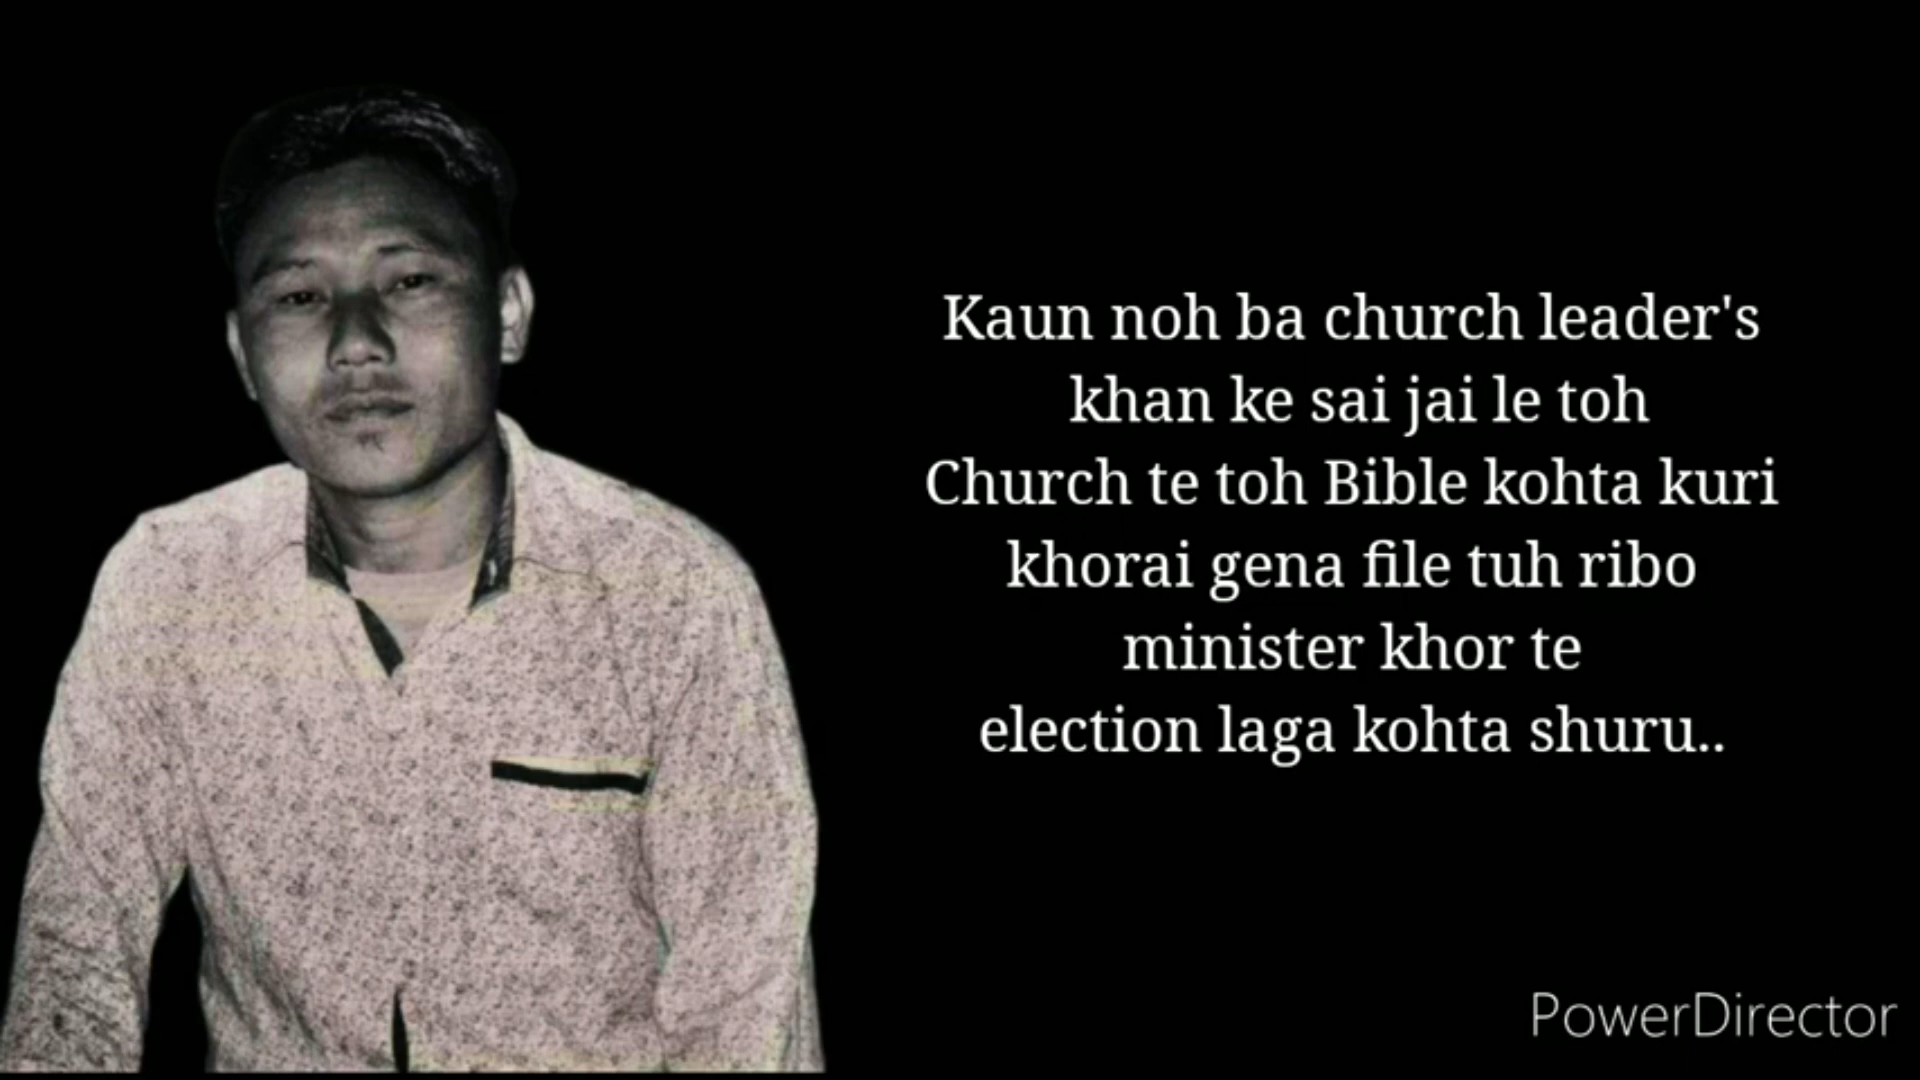 Kaun noh ba church leader's
khan ke sai jai le toh
Church te toh Bible kohta kuri
khorai gena file tuh ribo
minister khor te
election laga kohta shuru..
PowerDirector